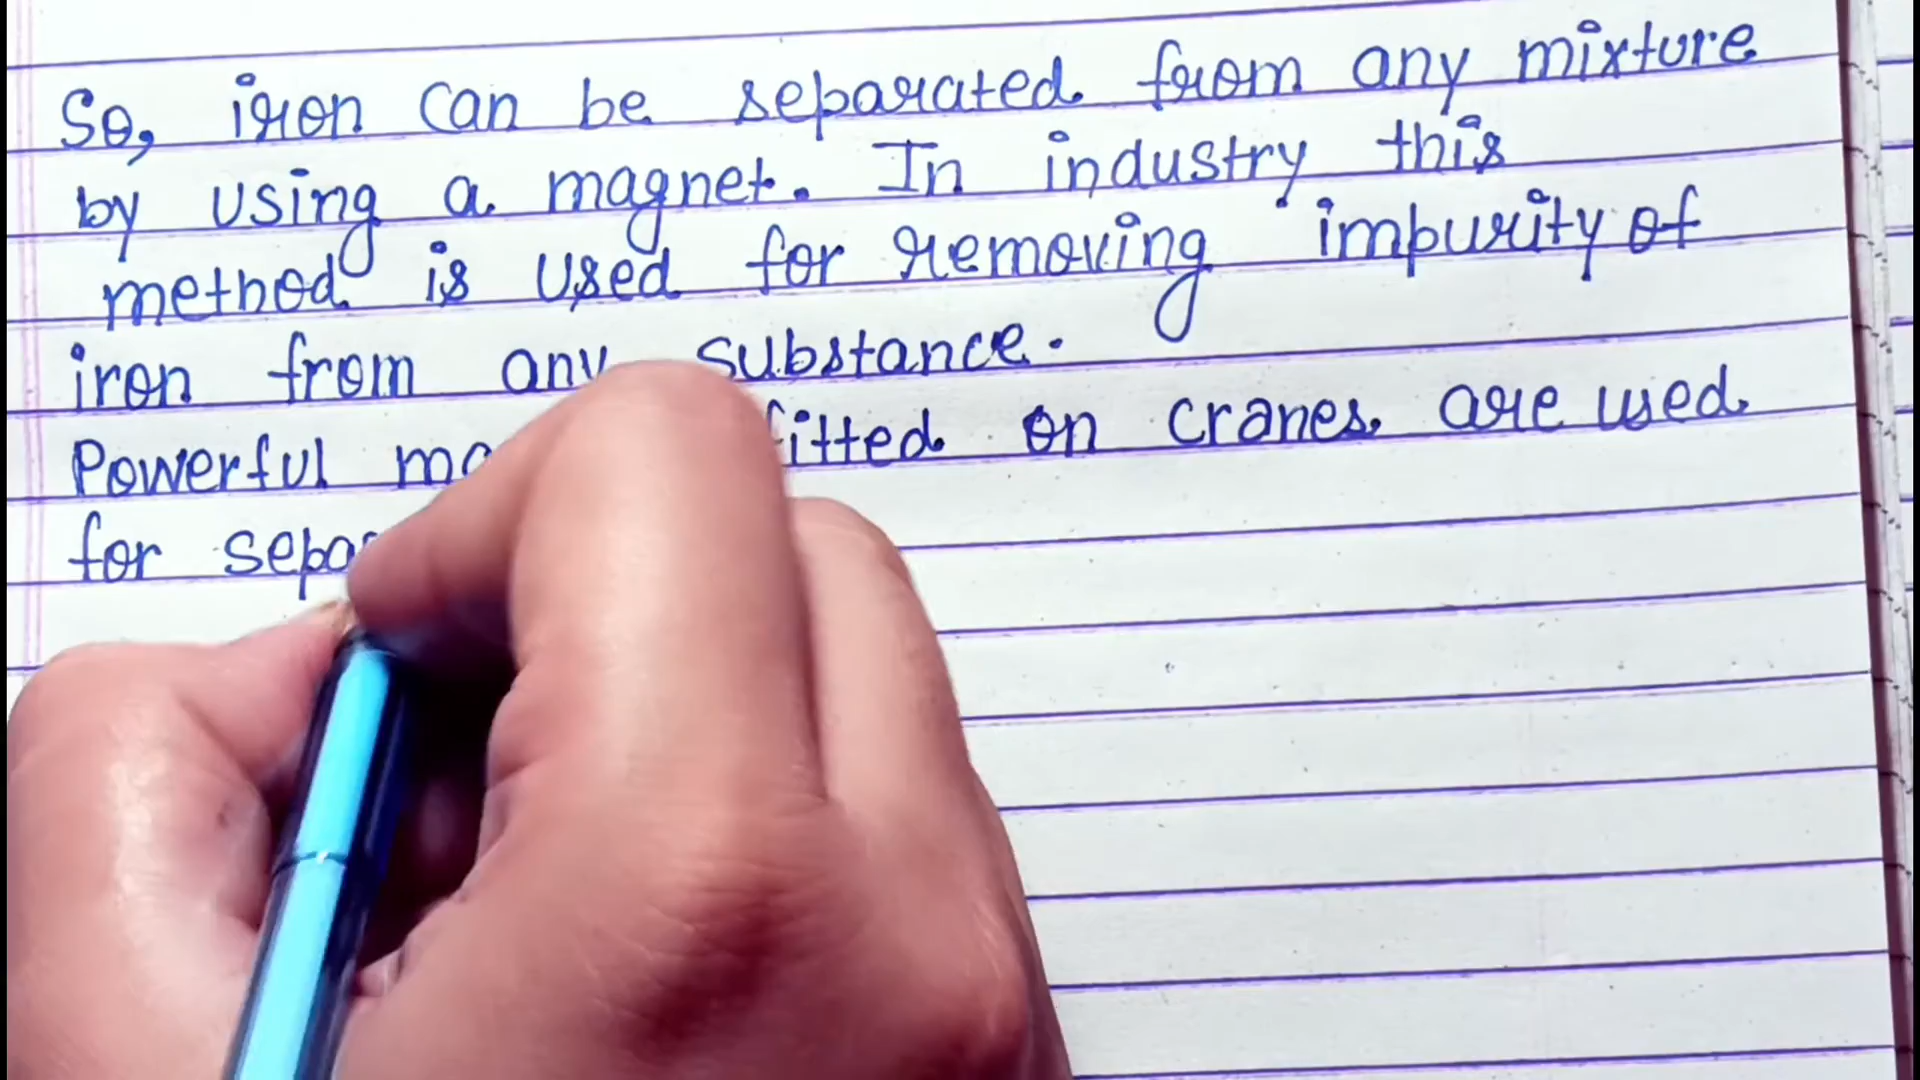 So, iron can be separated from any mixture
by using a magnet. In industry this
method is used for removing impurity of
iron from any substance.
Powerful fitted on cranes are used
for